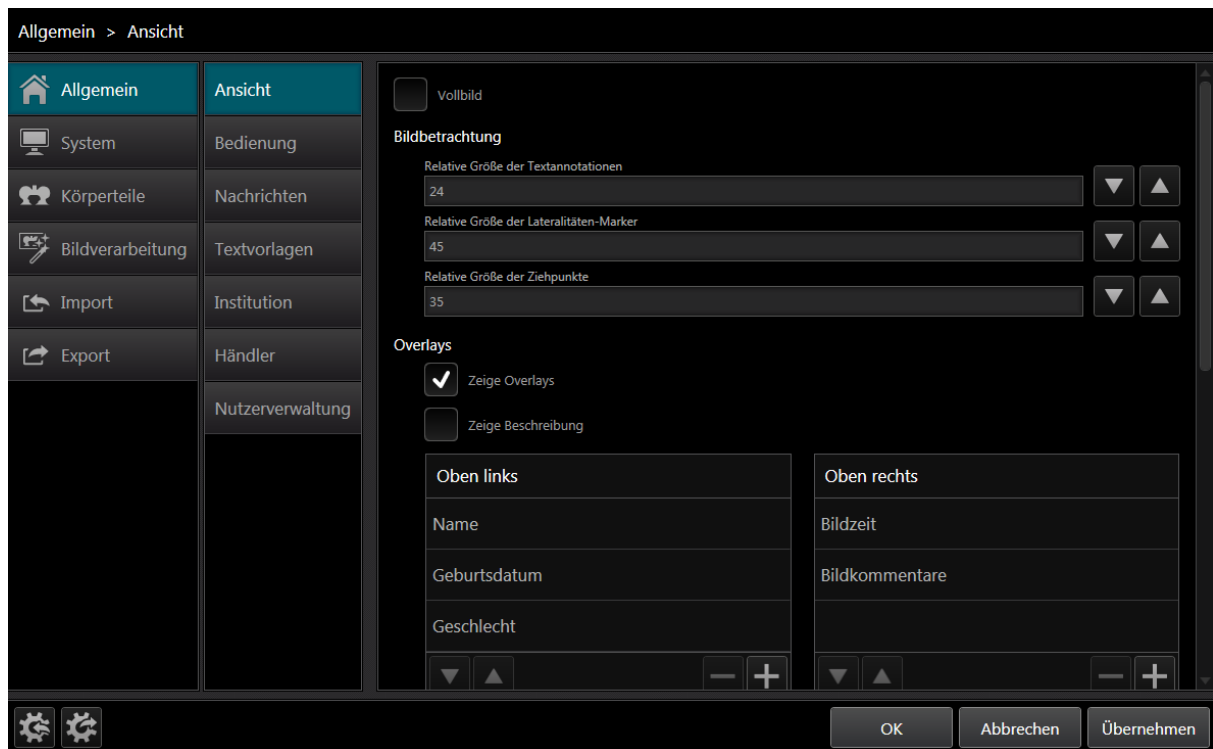 Allgemein > Ansicht
Allgemein
System
Körperteile
Bildverarbeitung
Import
Export
Ansicht
Bedienung
Nachrichten
Textvorlagen
Institution
Händler
Nutzerverwaltung
Vollbild
Bildbetrachtung
Relative Größe der Textannotationen
24
Relative Größe der Lateralitäten-Marker
45
Relative Größe der Ziehpunkte
35
Overlays
Zeige Overlays
Zeige Beschreibung
Oben links
Name
Geburtsdatum
Geschlecht
Oben rechts
Bildzeit
Bildkommentare
OK
Abbrechen
Übernehmen